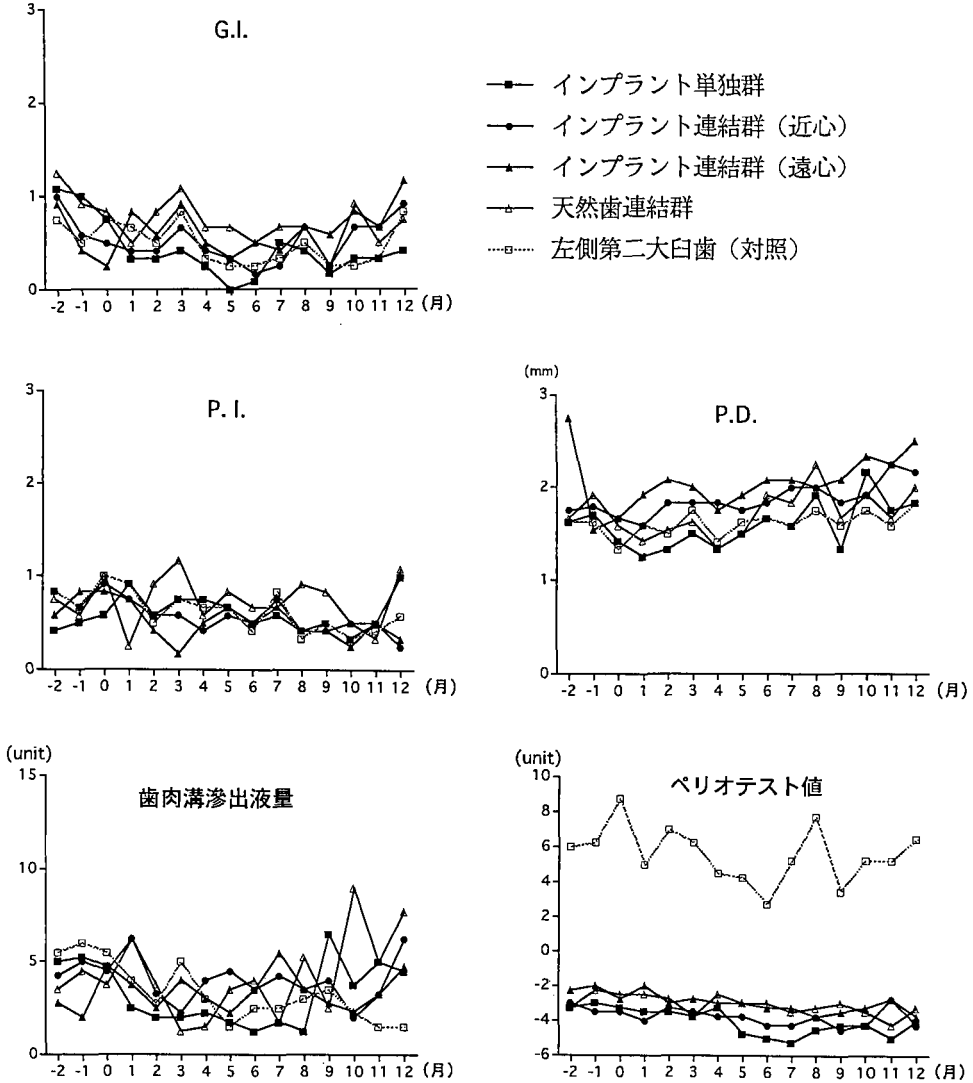 G.I.
3
2
1
0
-2 -1 0 1 2 3 4 5 6 7 8 9 10 11 12 (月)
インプラント単独群
インプラント連結群（近心）
インプラント連結群（遠心）
天然歯連結群
左側第二大臼歯（対照）
P. I.
3
2
1
0
-2 -1 0 1 2 3 4 5 6 7 8 9 10 11 12 (月)
(mm)
P.D.
3
2
1
0
-2 -1 0 1 2 3 4 5 6 7 8 9 10 11 12 (月)
(unit)
歯肉溝滲出液量
15
10
5
0
-2 -1 0 1 2 3 4 5 6 7 8 9 10 11 12 (月)
(unit)
ペリオテスト値
10
8
6
4
2
0
-2
-4
-6
-2 -1 0 1 2 3 4 5 6 7 8 9 10 11 12 (月)